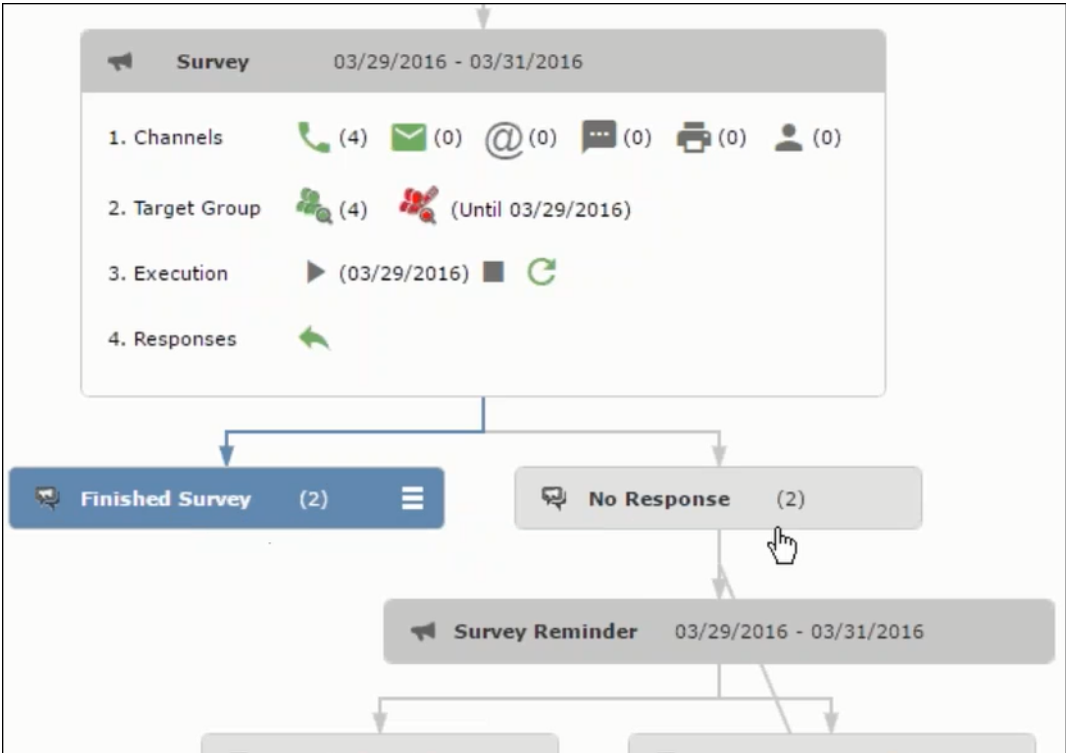 Survey 03/29/2016 - 03/31/2016
1. Channels (4) (0) @ (0) (0) (0) (0)
2. Target Group (4) (Until 03/29/2016)
3. Execution (03/29/2016)
4. Responses
Finished Survey (2)
No Response (2)
Survey Reminder 03/29/2016 - 03/31/2016